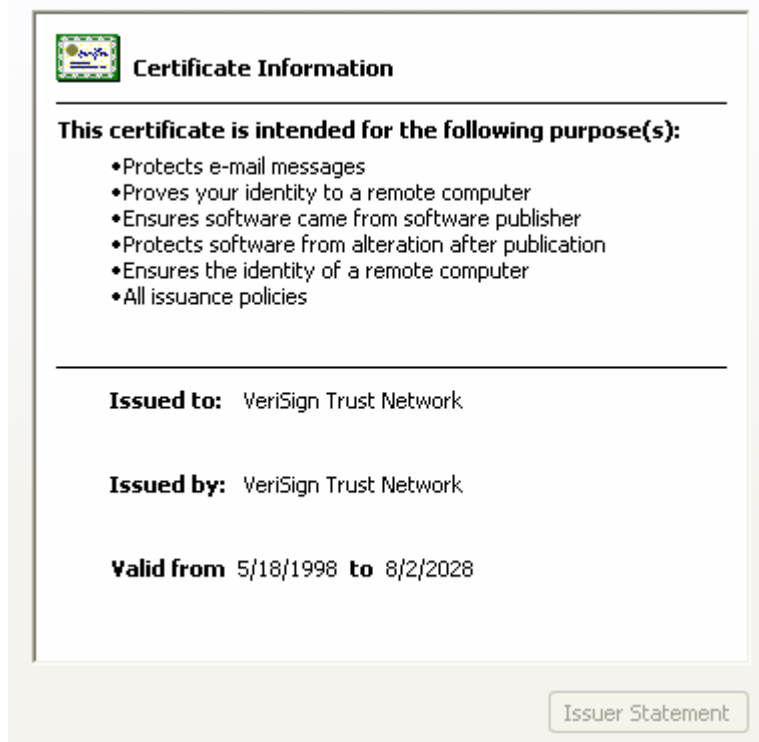 Certificate Information
This certificate is intended for the following purpose(s):
•Protects e-mail messages
•Proves your identity to a remote computer
•Ensures software came from software publisher
•Protects software from alteration after publication
•Ensures the identity of a remote computer
•All issuance policies
Issued to: VeriSign Trust Network
Issued by: VeriSign Trust Network
Valid from 5/18/1998 to 8/2/2028
Issuer Statement